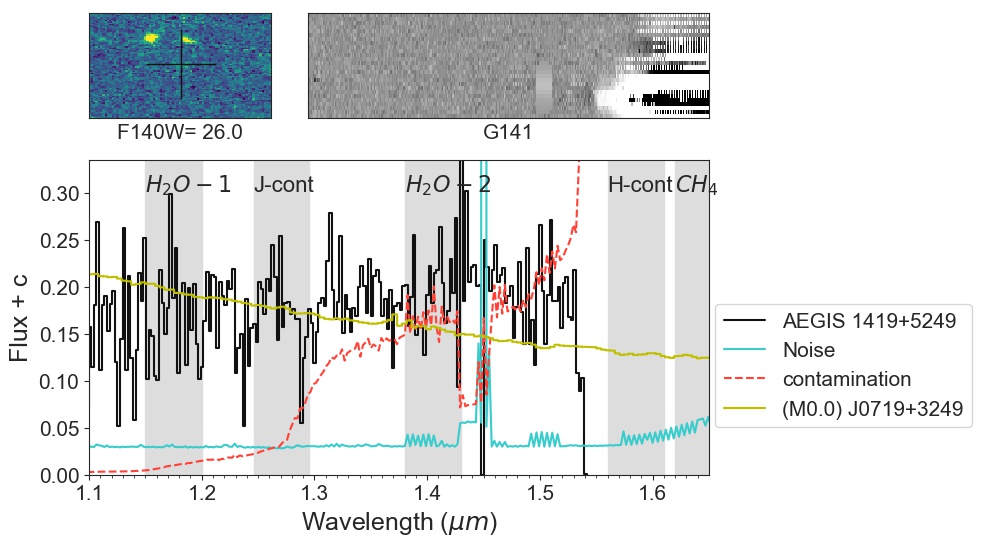 F140W= 26.0
G141
H₂O − 1
J-cont
H₂O − 2
H-cont
CH₄
0.30
0.25
0.20
0.15
0.10
0.05
0.00
Flux + c
1.1
1.2
1.3
1.4
1.5
1.6
Wavelength (μm)
AEGIS 1419+5249
Noise
contamination
(M0.0) J0719+3249